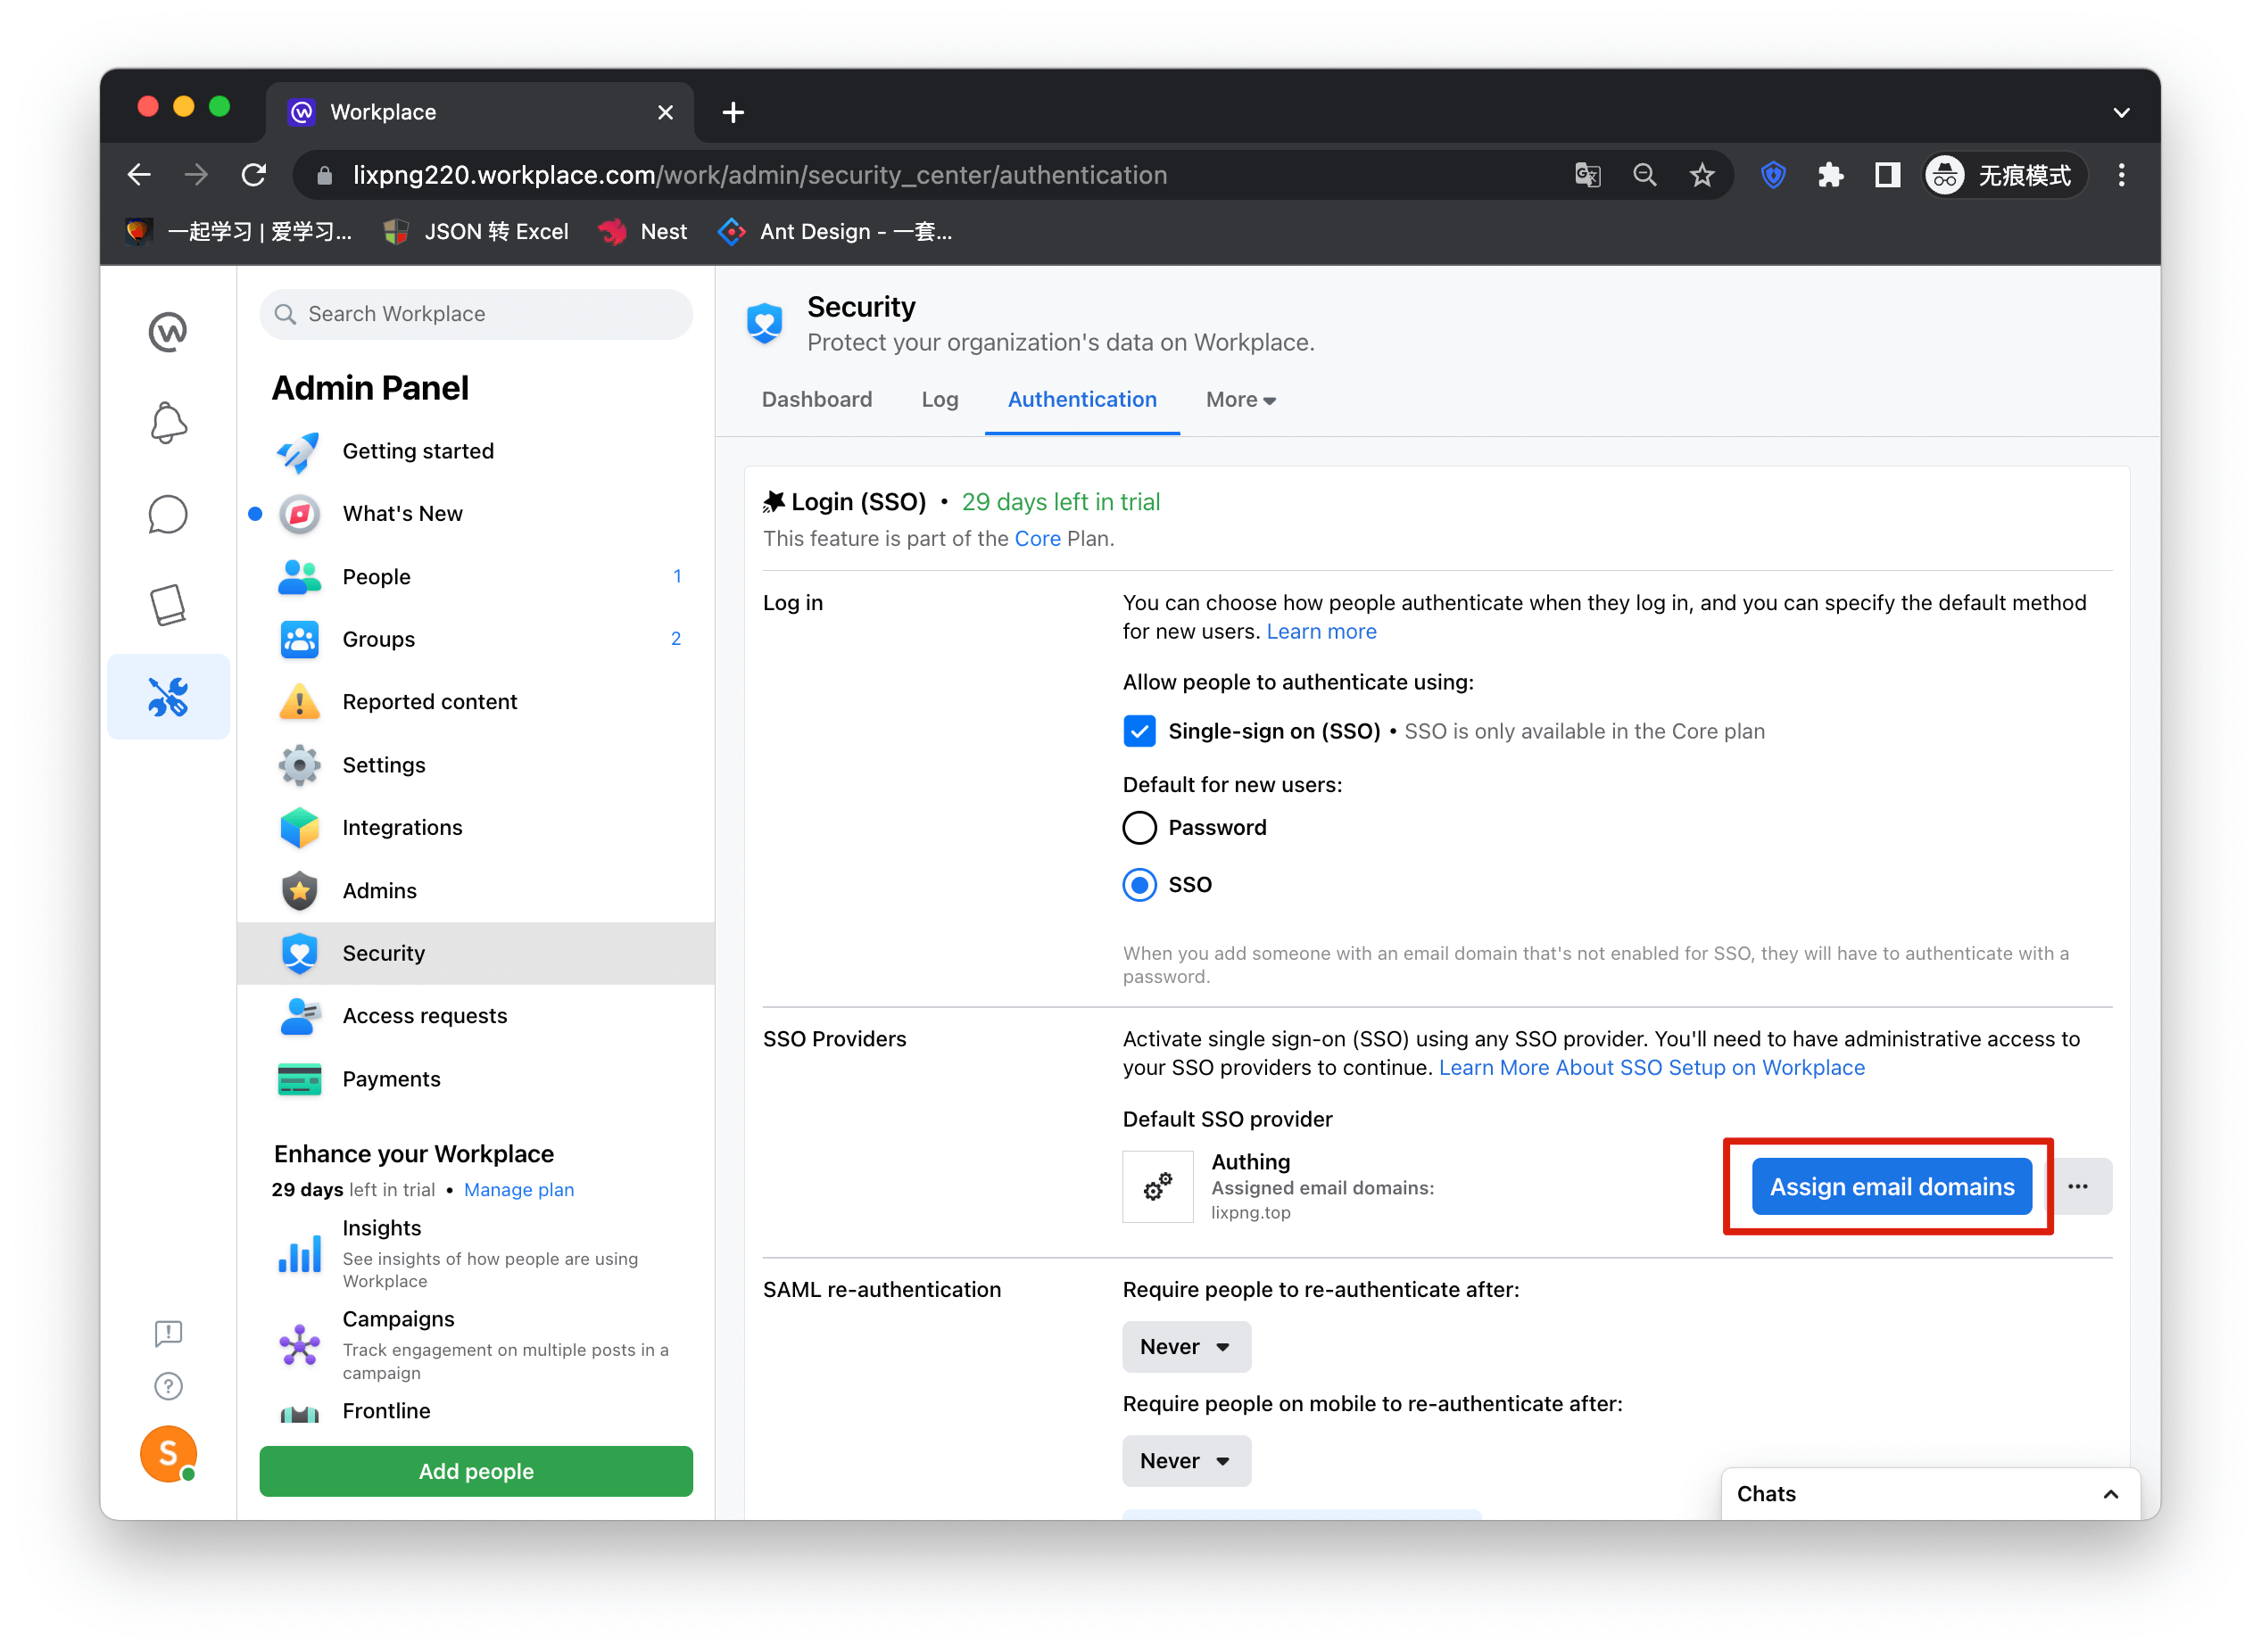 Workplace
lixpng220.workplace.com/work/admin/security_center/authentication
无痕模式
一起学习 | 爱学习...
JSON 转 Excel
Nest
Ant Design - 一套...
Search Workplace
Admin Panel
Getting started
What's New
People 1
Groups 2
Reported content
Settings
Integrations
Admins
Security
Access requests
Payments
Enhance your Workplace
29 days left in trial • Manage plan
Insights
See insights of how people are using
Workplace
Campaigns
Track engagement on multiple posts in a
campaign
Frontline
Add people
S
Security
Protect your organization's data on Workplace.
Dashboard Log Authentication More
Login (SSO) • 29 days left in trial
This feature is part of the Core Plan.
Log in
You can choose how people authenticate when they log in, and you can specify the default method
for new users. Learn more
Allow people to authenticate using:
Single-sign on (SSO) • SSO is only available in the Core plan
Default for new users:
Password
SSO
When you add someone with an email domain that's not enabled for SSO, they will have to authenticate with a
password.
SSO Providers
Activate single sign-on (SSO) using any SSO provider. You'll need to have administrative access to
your SSO providers to continue. Learn More About SSO Setup on Workplace
Default SSO provider
Authing
Assigned email domains:
lixpng.top
Assign email domains
...
SAML re-authentication
Require people to re-authenticate after:
Never
Require people on mobile to re-authenticate after:
Never
Chats